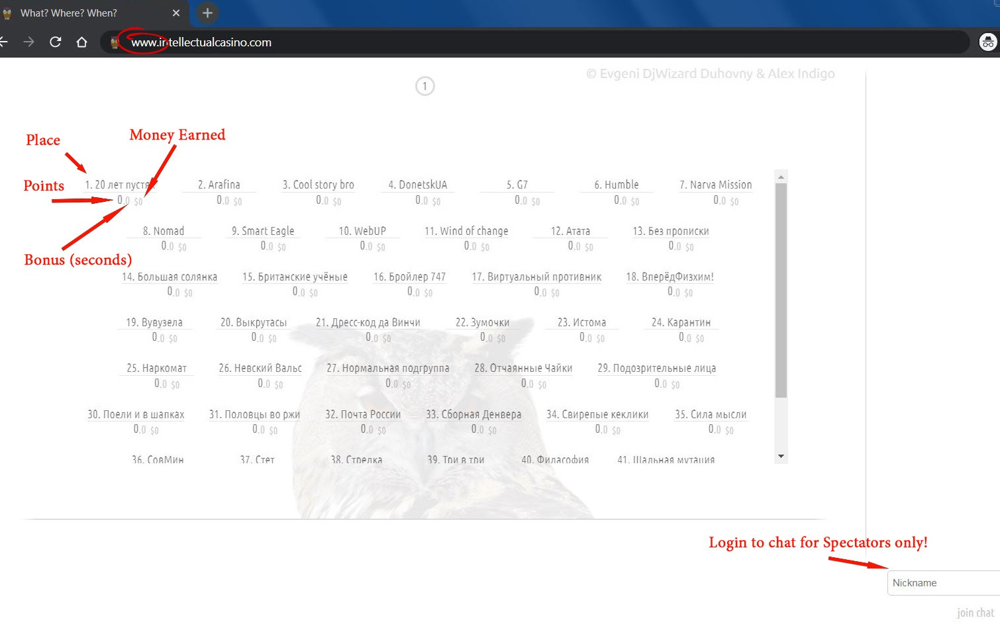 What? Where? When?
www.intellectualcasino.com
© Evgeni DjWizard Duhovny & Alex Indigo
1
Money Earned
Place
Points
1. 20 лет
2. Arafina
3. Cool story bro
4. DonetskUA
5. G7
6. Humble
7. Narva Mission
0.0 $0
0.0 $0
0.0 $0
0.0 $0
0.0 $0
0.0 $0
0.0 $0
8. Nomad
9. Smart Eagle
10. WebUP
11. Wind of change
12. Атата
13. Без прописки
0.0 $0
0.0 $0
0.0 $0
0.0 $0
0.0 $0
0.0 $0
Bonus (seconds)
14. Большая солянка
15. Британские учёные
16. Бройлер 747
17. Виртуальный противник
18. ВперёдФизхим!
0.0 $0
0.0 $0
0.0 $0
0.0 $0
0.0 $0
19. Вувузела
20. Выкрутасы
21. Дресс-код да Винчи
22. Зумочки
23. Истома
24. Карантин
0.0 $0
0.0 $0
0.0 $0
0.0 $0
0.0 $0
0.0 $0
25. Наркомат
26. Невский Вальс
27. Нормальная подгруппа
28. Отчаянные Чайки
29. Подозрительные лица
0.0 $0
0.0 $0
0.0 $0
0.0 $0
0.0 $0
30. Поели и в шапках
31. Половцы во ржи
32. Почта России
33. Сборная Денвера
34. Свирепые кеклики
35. Сила мысли
0.0 $0
0.0 $0
0.0 $0
0.0 $0
0.0 $0
0.0 $0
36. СовМин
37. Стет
38. Стрелка
39. Три в три
40. Филасофия
41. Шальная мутация
Login to chat for Spectators only!
Nickname
join chat